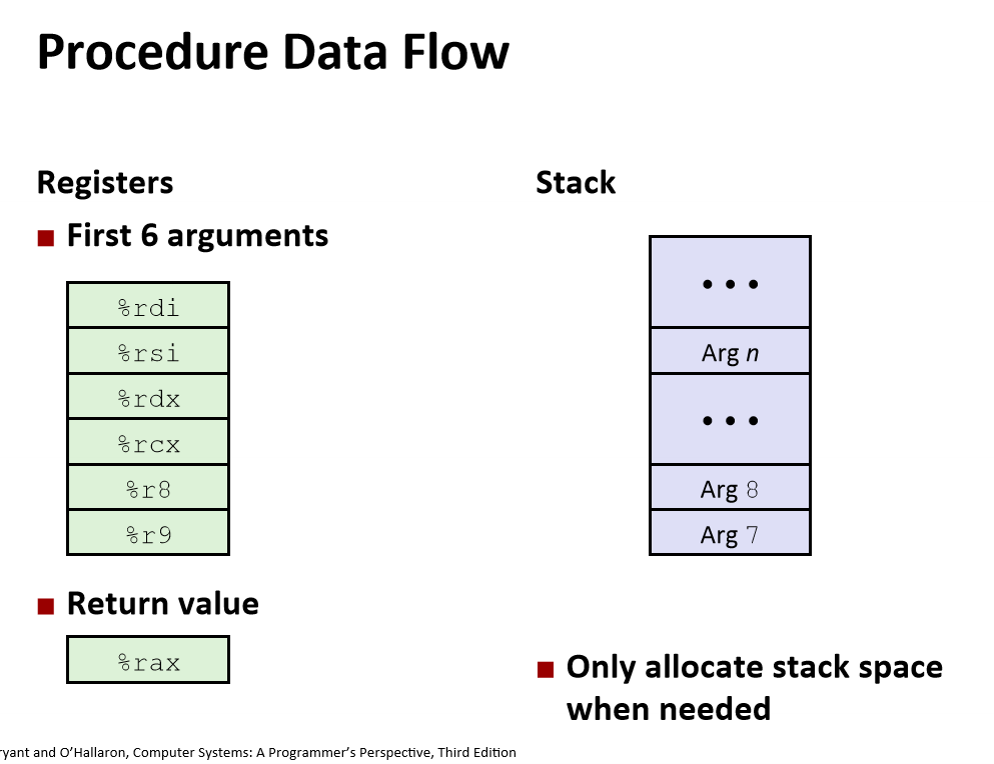 Procedure Data Flow
Registers
■ First 6 arguments
%rdi
%rsi
%rdx
%rcx
%r8
%r9
■ Return value
%rax
Stack
• • •
Arg n
• • •
Arg 8
Arg 7
■ Only allocate stack space
when needed
ryant and O’Hallaron, Computer Systems: A Programmer’s Perspective, Third Edition